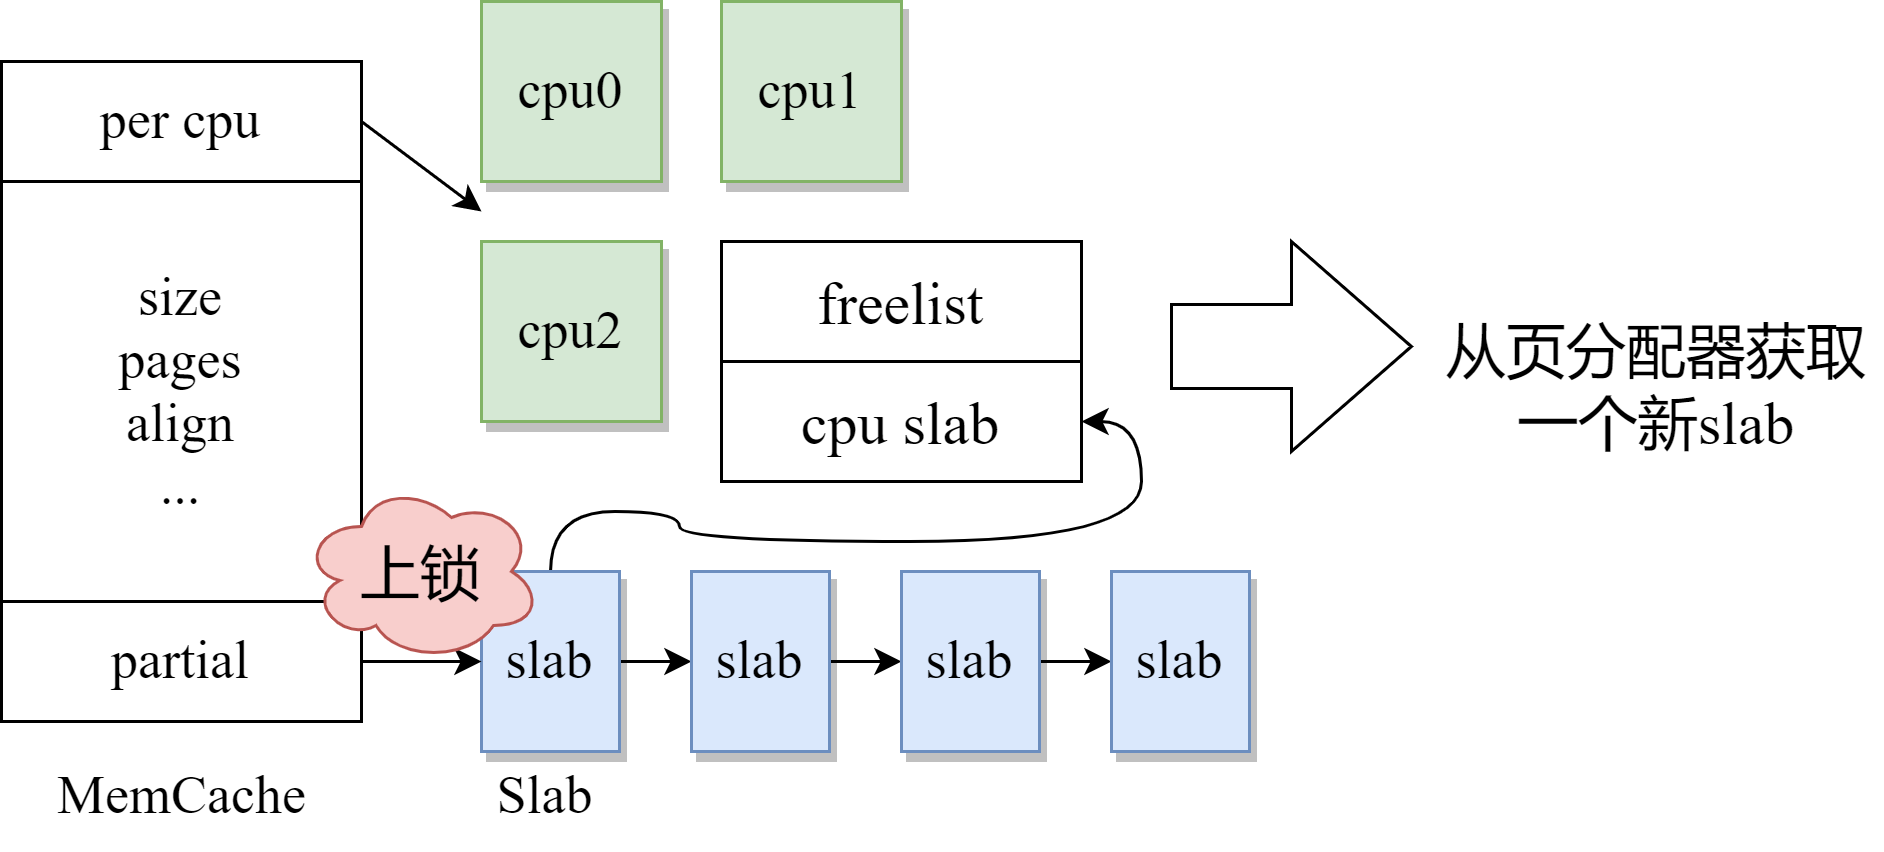 cpu0
cpu1
per cpu
size
pages
align
...
cpu2
freelist
cpu slab
从页分配器获取
一个新slab
上锁
partial
slab
slab
slab
slab
MemCache
Slab